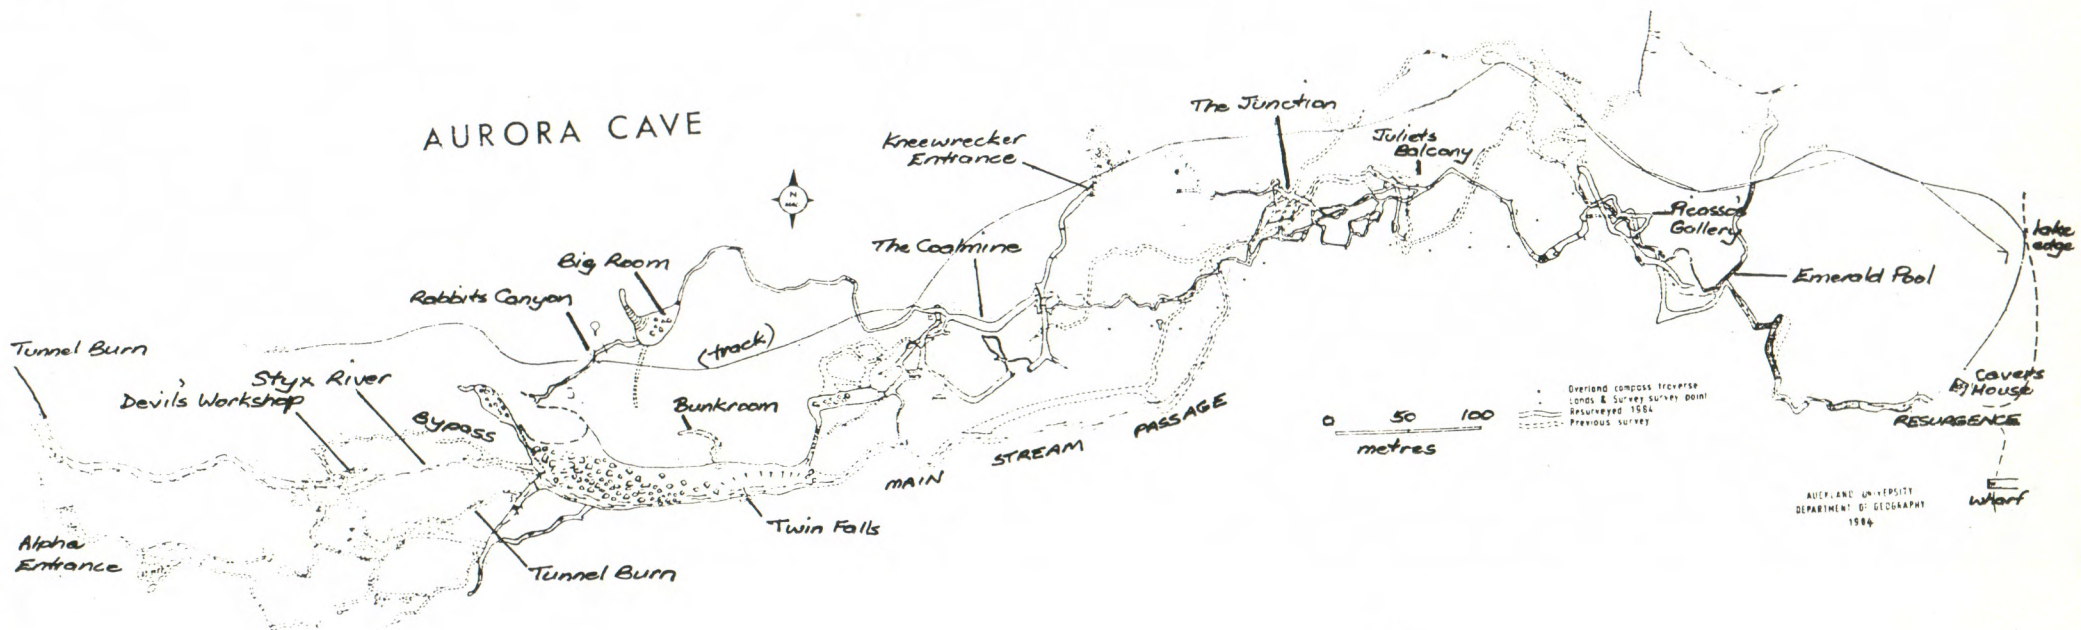 AURORA CAVE
N
The Junction
Kneewrecker
Entrance
Juliets
Balcony
Picasso's
Gallery
lake
edge
The Coalmine
Big Room
Emerald Pool
Rabbits Canyon
(track)
Tunnel Burn
Styx River
Devil's Workshop
Bunkroom
Bypass
Cavers
House
RESURGENCE
Overland compass traverse
Lands & Survey survey point
Resurveyed 1984
Previous survey
0 50 100
metres
MAIN STREAM PASSAGE
wharf
AUCKLAND UNIVERSITY
DEPARTMENT OF GEOGRAPHY
1984
Twin Falls
Alpha
Entrance
Tunnel Burn